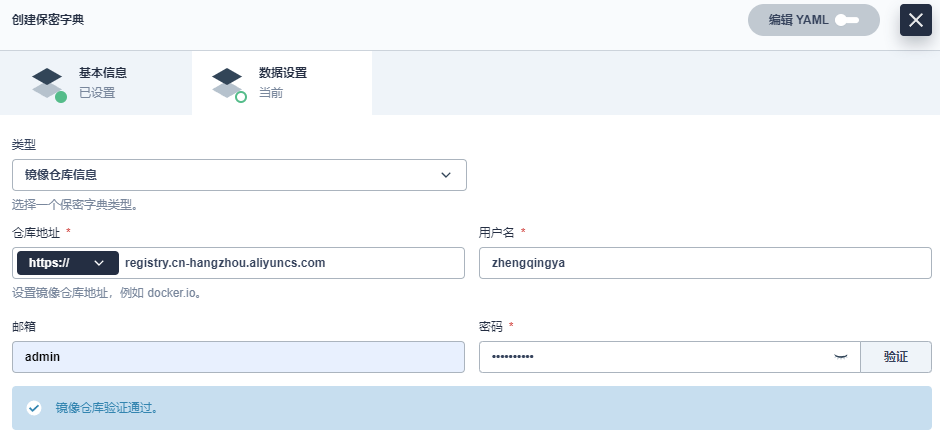 创建保密字典
编辑 YAML
基本信息
已设置
数据设置
当前
类型
镜像仓库信息
选择一个保密字典类型。
仓库地址 *
用户名 *
https://
registry.cn-hangzhou.aliyuncs.com
zhengqingya
设置镜像仓库地址，例如 docker.io。
邮箱
密码 *
admin
••••••••••
验证
镜像仓库验证通过。